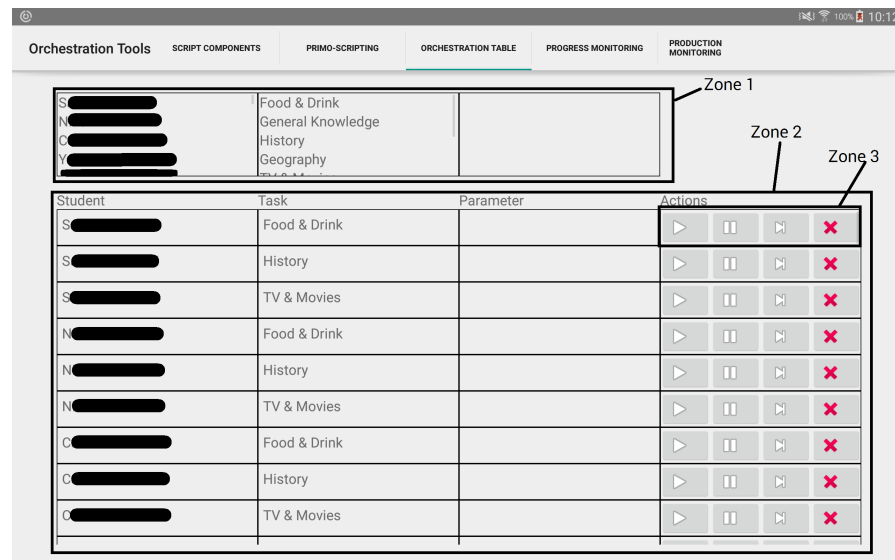 100% 10:12
Orchestration Tools SCRIPT COMPONENTS PRIMO-SCRIPTING ORCHESTRATION TABLE PROGRESS MONITORING PRODUCTION MONITORING
Zone 1
S Food & Drink
N General Knowledge
C History
Y Geography
TV & Movies
Zone 2
Zone 3
Student Task Parameter Actions
S Food & Drink
S History
S TV & Movies
N Food & Drink
N History
N TV & Movies
C Food & Drink
C History
C TV & Movies